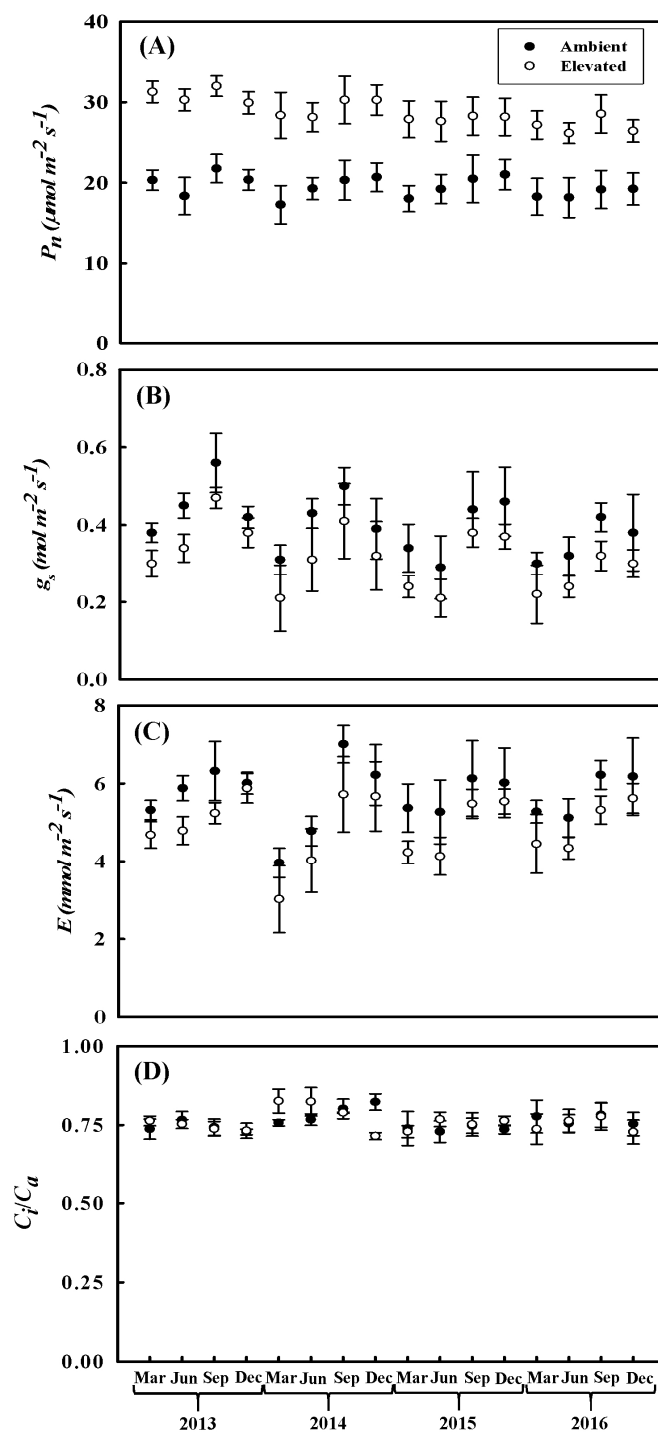 40
(A)
Ambient
Elevated
30
20
10
0
Pn (μmol m⁻² s⁻¹)
0.8
(B)
0.6
0.4
0.2
0.0
gs (mol m⁻² s⁻¹)
8
(C)
6
4
2
0
E (mmol m⁻² s⁻¹)
1.00
(D)
0.75
0.50
0.25
0.00
Ci/Ca
Mar Jun Sep Dec Mar Jun Sep Dec Mar Jun Sep Dec Mar Jun Sep Dec
2013 2014 2015 2016